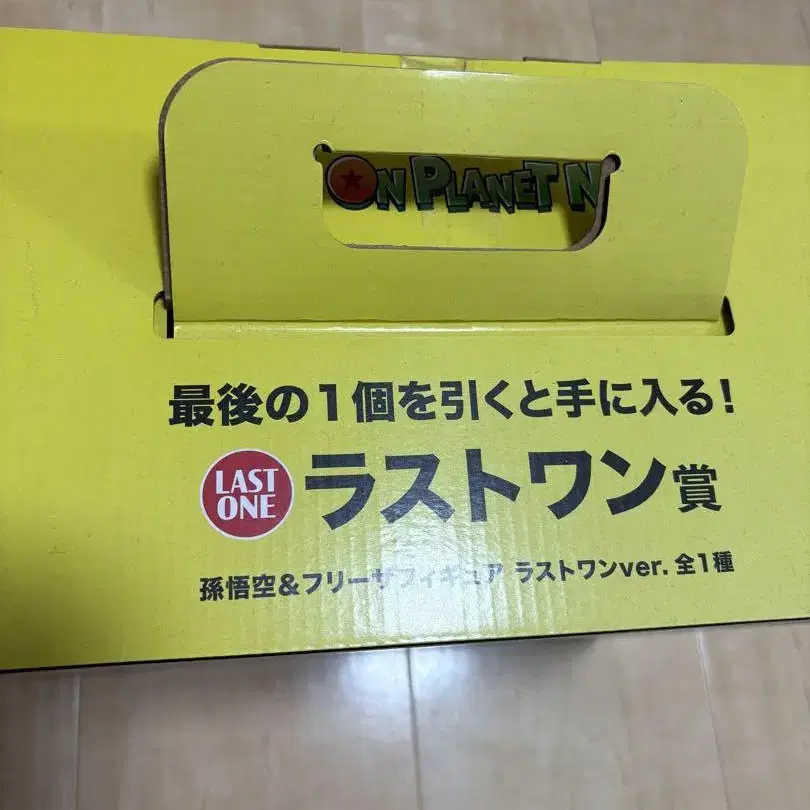 ON PLANET N
最後の1個を引くと手に入る!
LAST ONE ラストワン賞
孫悟空&フリーザフィギュア ラストワンver. 全1種